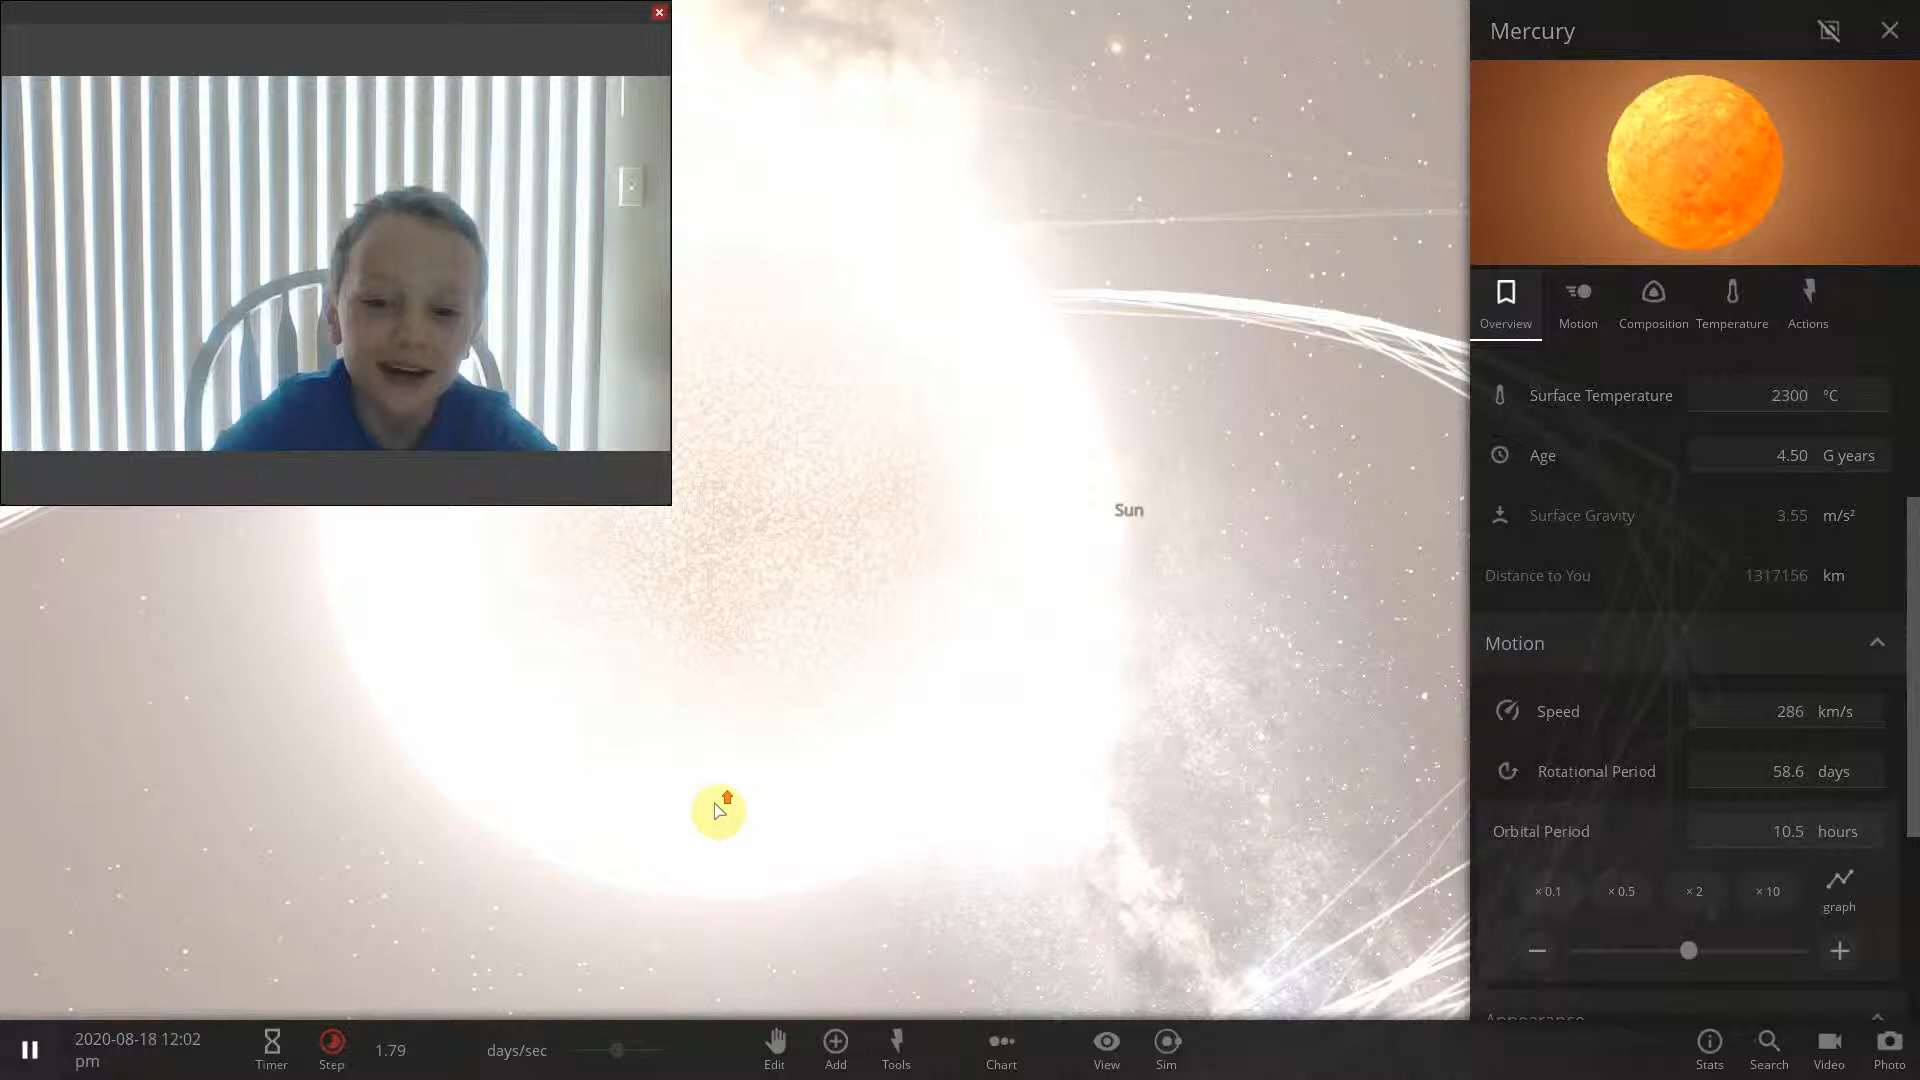 Mercury
Overview
Motion
Composition
Temperature
Actions
Surface Temperature 2300 °C
Age 4.50 G years
Surface Gravity 3.55 m/s²
Distance to You 1317156 km
Sun
Motion
Speed 286 km/s
Rotational Period 58.6 days
Orbital Period 10.5 hours
× 0.1 × 0.5 × 2 × 10 graph
Appearance
2020-08-18 12:02
pm
Timer
Step
1.79 days/sec
Edit
Add
Tools
Chart
View
Sim
Stats
Search
Video
Photo